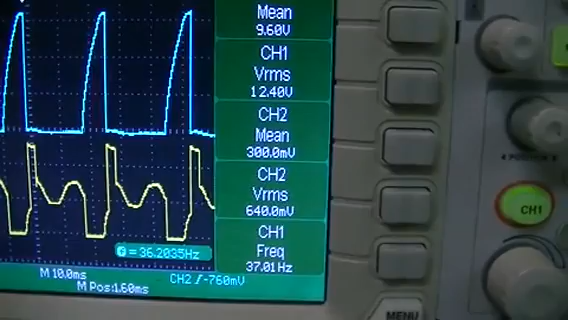 Mean
9.60V
CH1
Vrms
12.40V
CH2
Mean
300.0mV
CH2
Vrms
640.0mV
CH1
Freq
37.01Hz
= 36.2035Hz
M 10.0ms
CH2 /-760mV
M Pos:1.60ms
POSITION
CH1
MENU